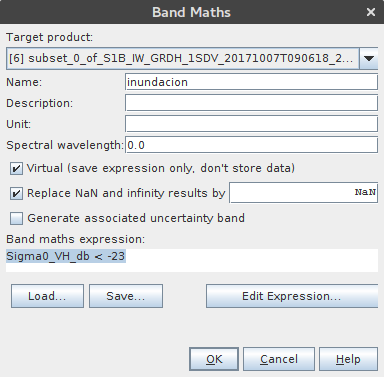 Band Maths
Target product:
[6] subset_0_of_S1B_IW_GRDH_1SDV_20171007T090618_2...
Name: inundacion
Description:
Unit:
Spectral wavelength: 0.0
Virtual (save expression only, don't store data)
Replace NaN and infinity results by NaN
Generate associated uncertainty band
Band maths expression:
Sigma0_VH_db < -23
Load... Save... Edit Expression...
OK Cancel Help